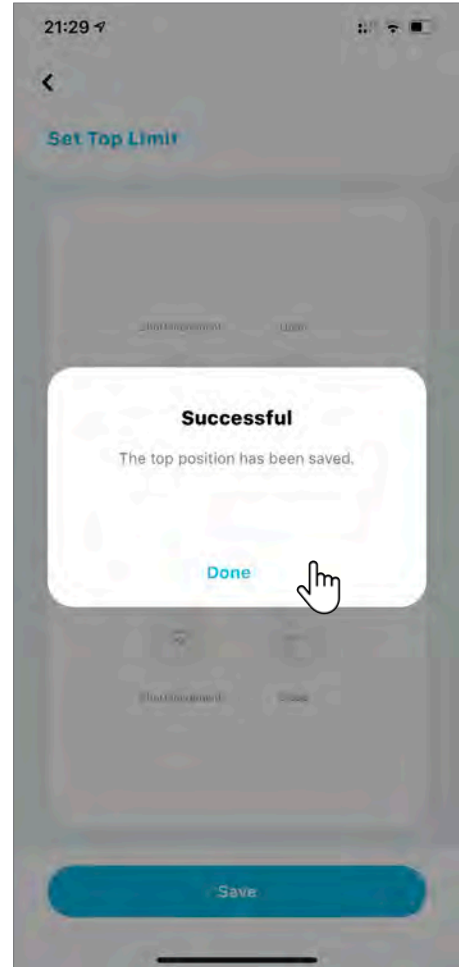 21:29
Set Top Limit
Successful
The top position has been saved.
Done
Save